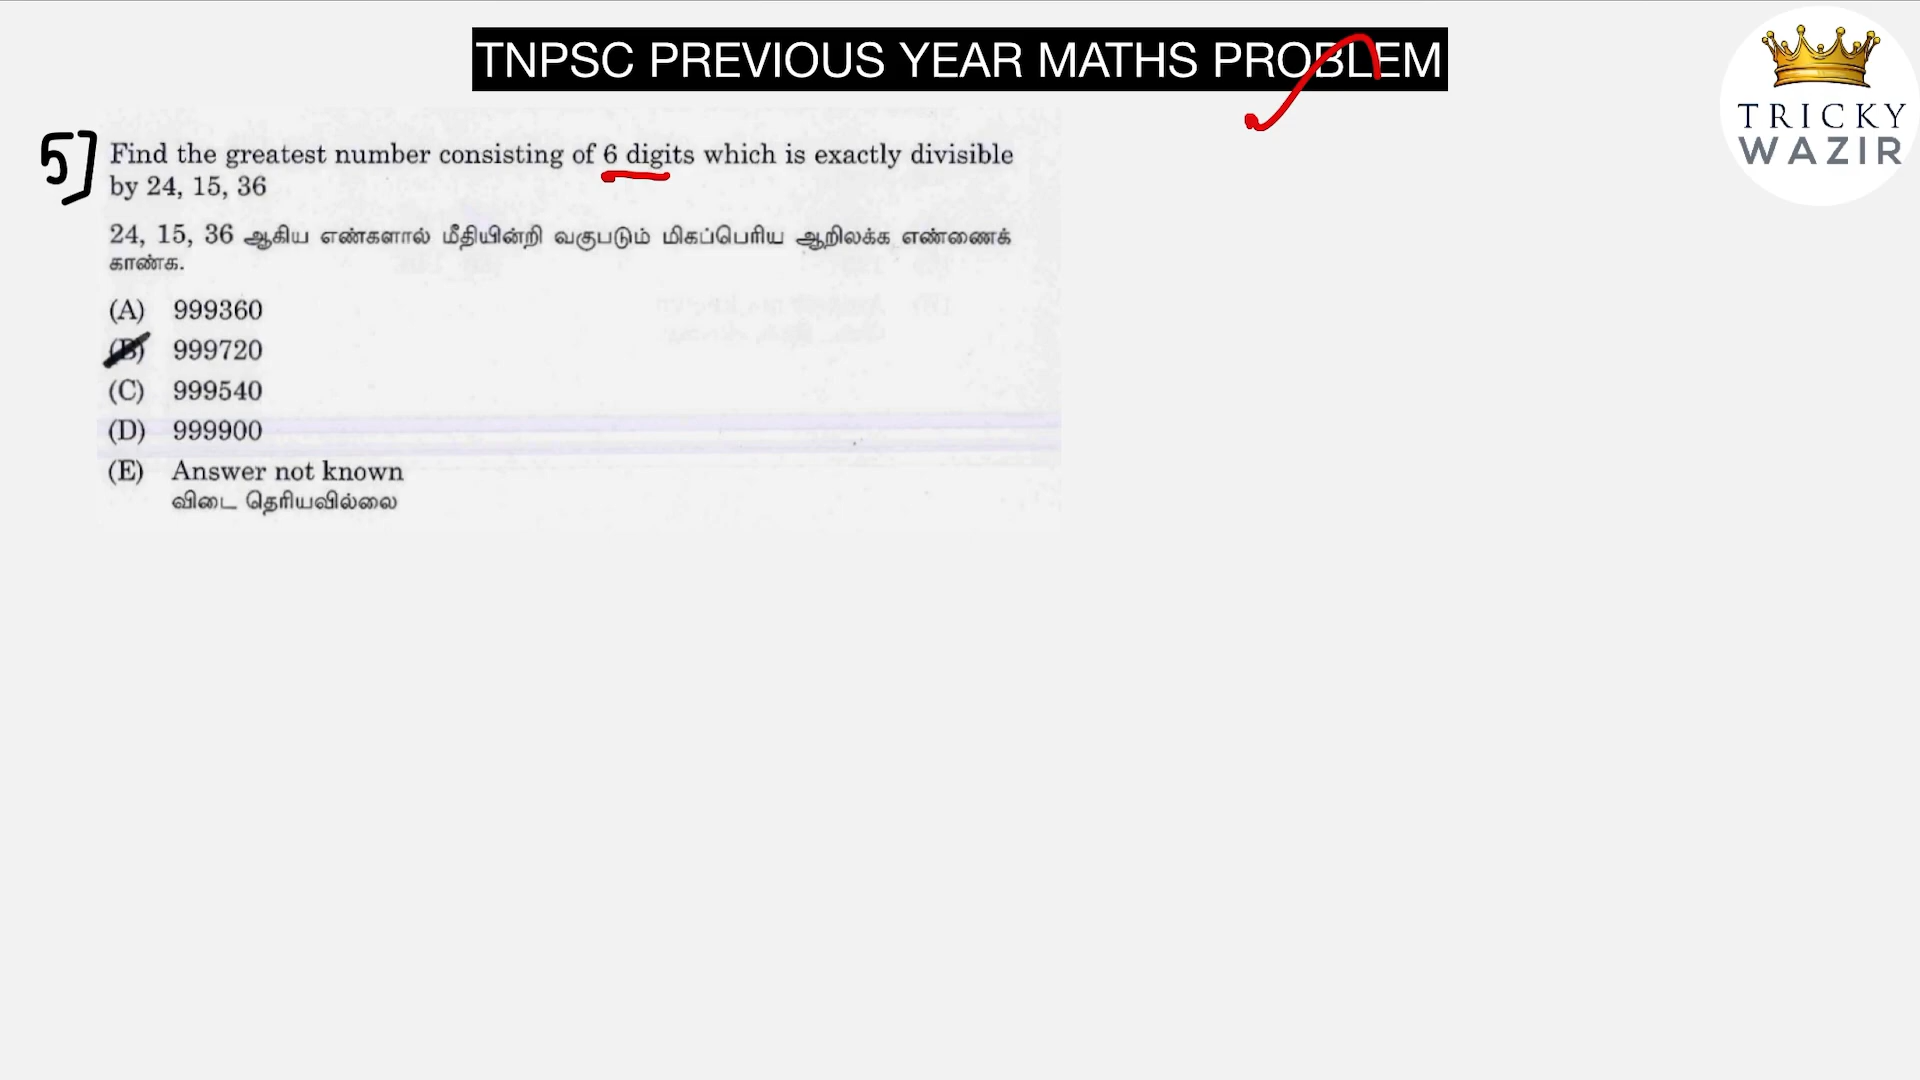 TNPSC PREVIOUS YEAR MATHS PROBLEM
TRICKY
WAZIR
5]
Find the greatest number consisting of 6 digits which is exactly divisible
by 24, 15, 36
24, 15, 36 ஆகிய எண்களால் மீதியின்றி வகுபடும் மிகப்பெரிய ஆறிலக்க எண்ணைக்
காண்க.
(A) 999360
(B) 999720
(C) 999540
(D) 999900
(E) Answer not known
விடை தெரியவில்லை